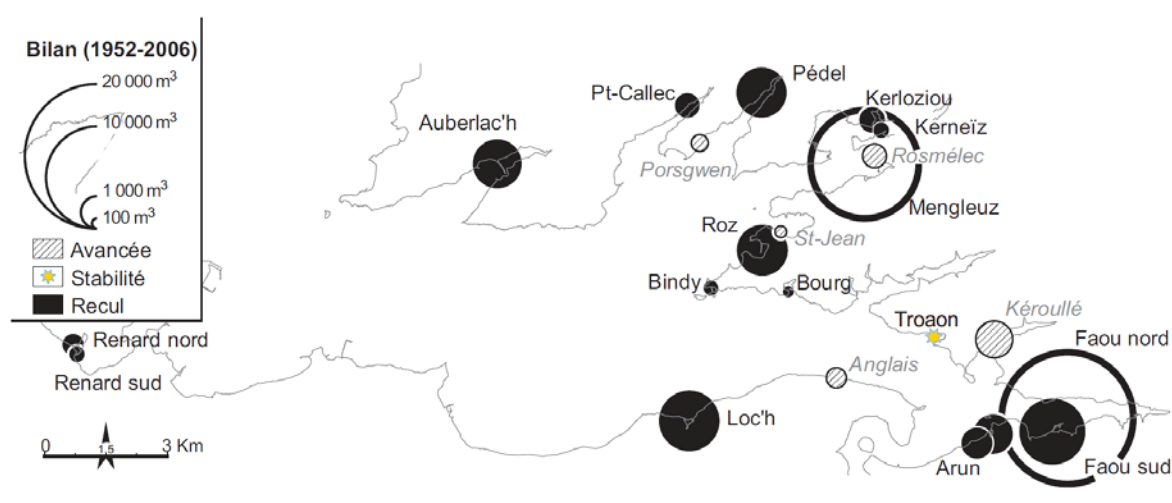 Bilan (1952-2006)
20 000 m³
10 000 m³
1 000 m³
100 m³
Avancée
Stabilité
Recul
Pédel
Pt-Callec
Kerloziou
Auberlac'h
Kerneïz
Porsgwen
Rosmélec
Mengleuz
Roz
St-Jean
Bindy
Bourg
Troaon
Kéroullé
Renard nord
Faou nord
Renard sud
Anglais
Loc'h
0 1,5 3 Km
Arun
Faou sud